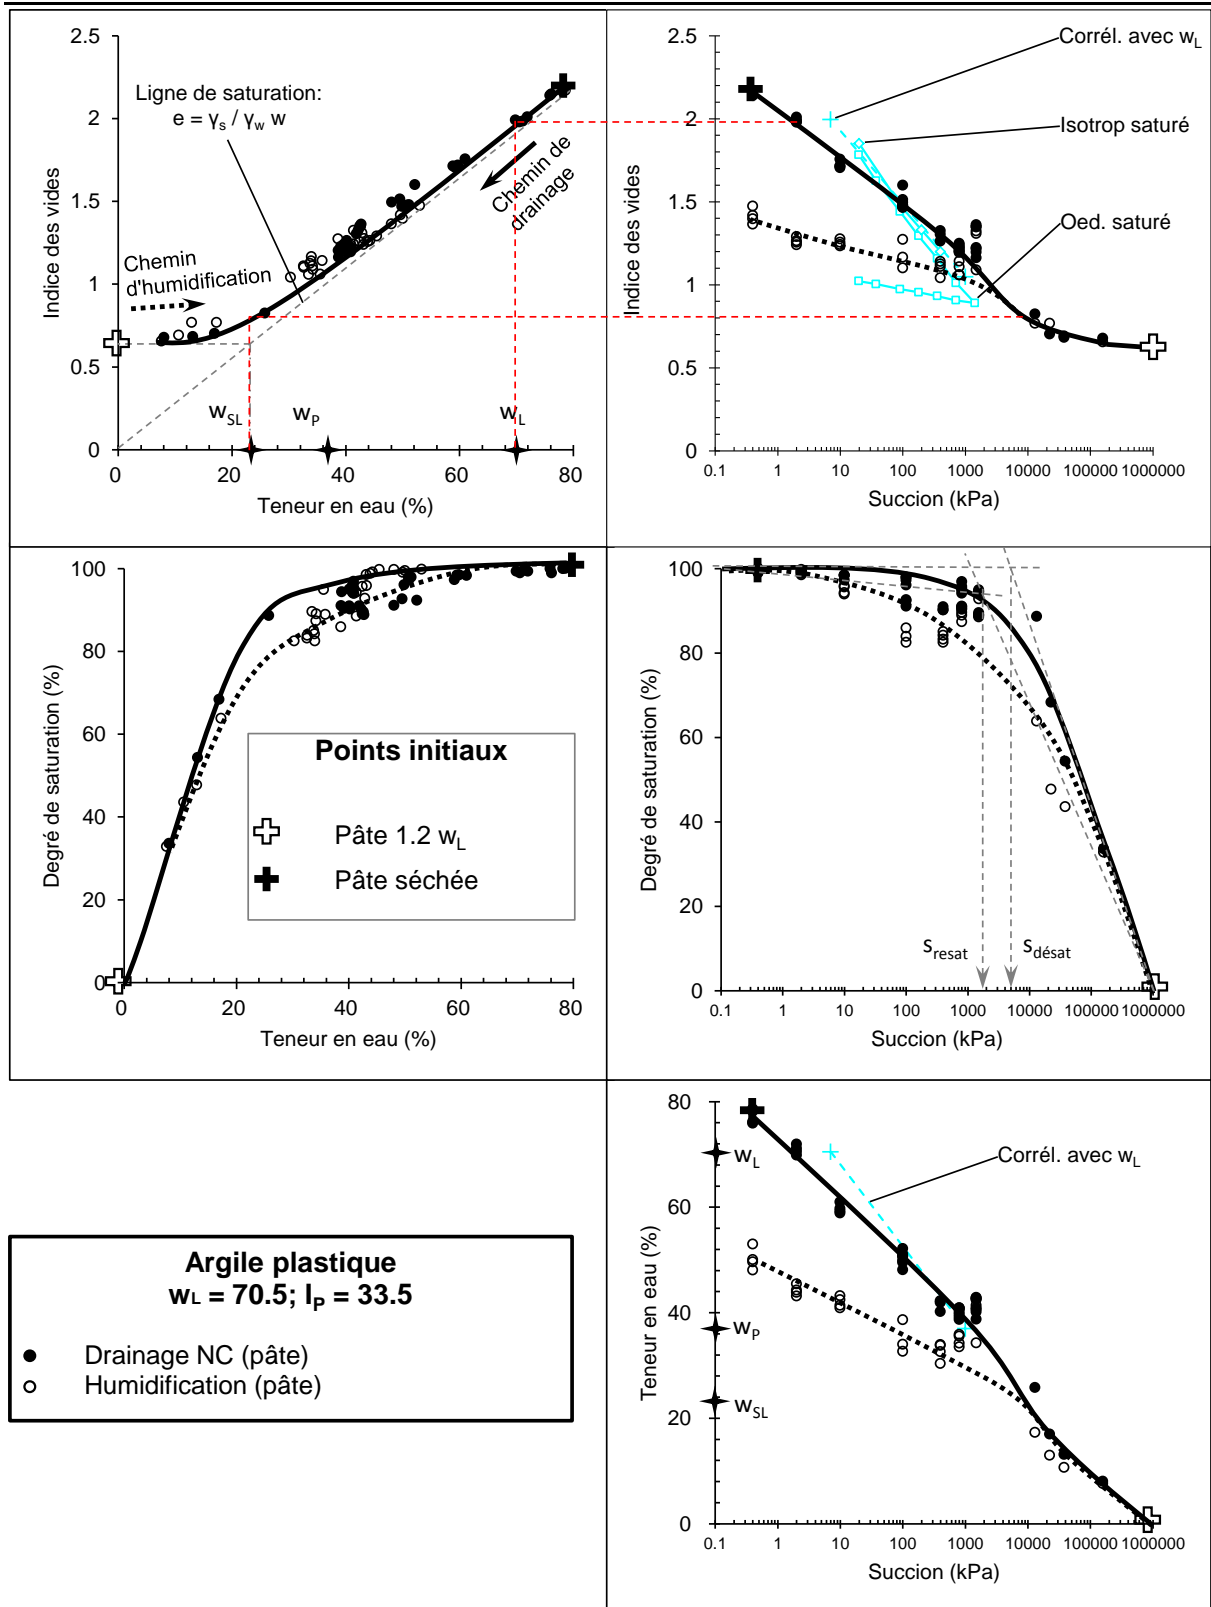 2.5
2
1.5
1
0.5
0
Indice des vides
Ligne de saturation:
e = γs / γw w
Chemin de drainage
Chemin d'humidification
wSL
wP
wL
0
20
40
60
80
Teneur en eau (%)
2.5
2
1.5
1
0.5
0
Indice des vides
Corrél. avec wL
Isotrop saturé
Oed. saturé
0.1
1
10
100
1000
10000
100000
1000000
Succion (kPa)
100
80
60
40
20
0
Degré de saturation (%)
Points initiaux
Pâte 1.2 wL
Pâte séchée
0
20
40
60
80
Teneur en eau (%)
100
80
60
40
20
0
Degré de saturation (%)
sresat
sdésat
0.1
1
10
100
1000
10000
100000
1000000
Succion (kPa)
Argile plastique
wL = 70.5; IP = 33.5
Drainage NC (pâte)
Humidification (pâte)
80
60
40
20
0
Teneur en eau (%)
wL
wP
wSL
Corrél. avec wL
0.1
1
10
100
1000
10000
100000
1000000
Succion (kPa)